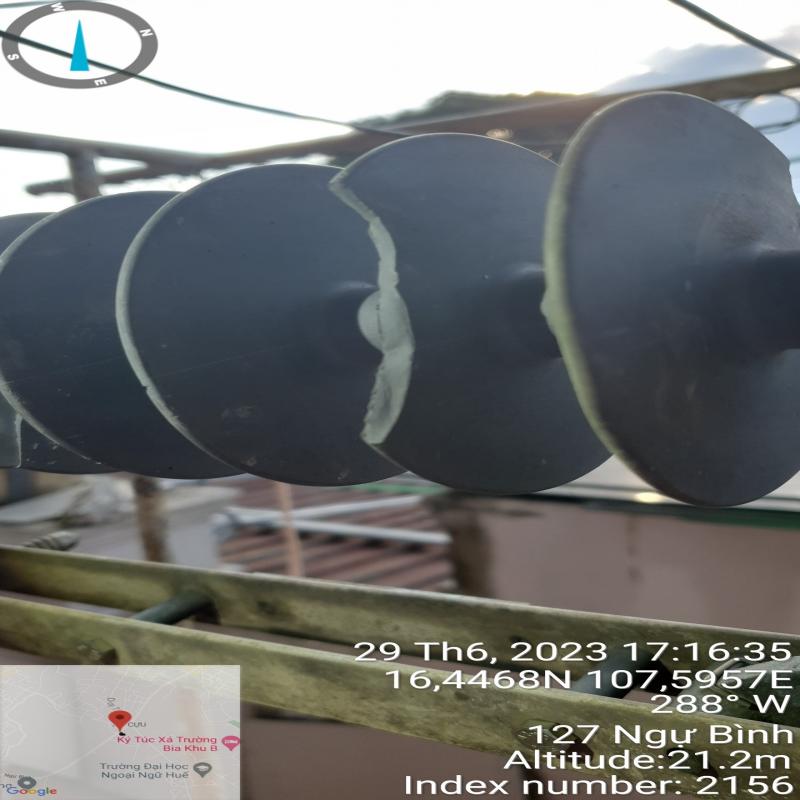 W
N
S
E
29 Th6, 2023 17:16:35
16,4468N 107,5957E
288° W
127 Ngự Bình
Altitude:21.2m
Index number: 2156
CỰU
Ký Túc Xá Trường
Bia Khu B
Trường Đại Học
Ngoại Ngữ Huế
Google